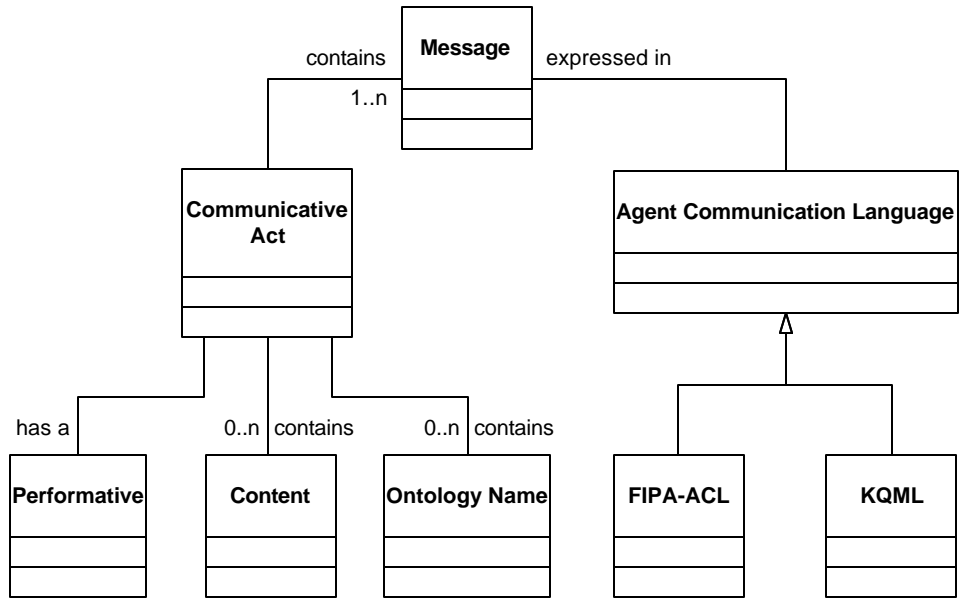 Message
contains
expressed in
1..n
Communicative
Act
Agent Communication Language
has a
0..n
contains
0..n
contains
Performative
Content
Ontology Name
FIPA-ACL
KQML